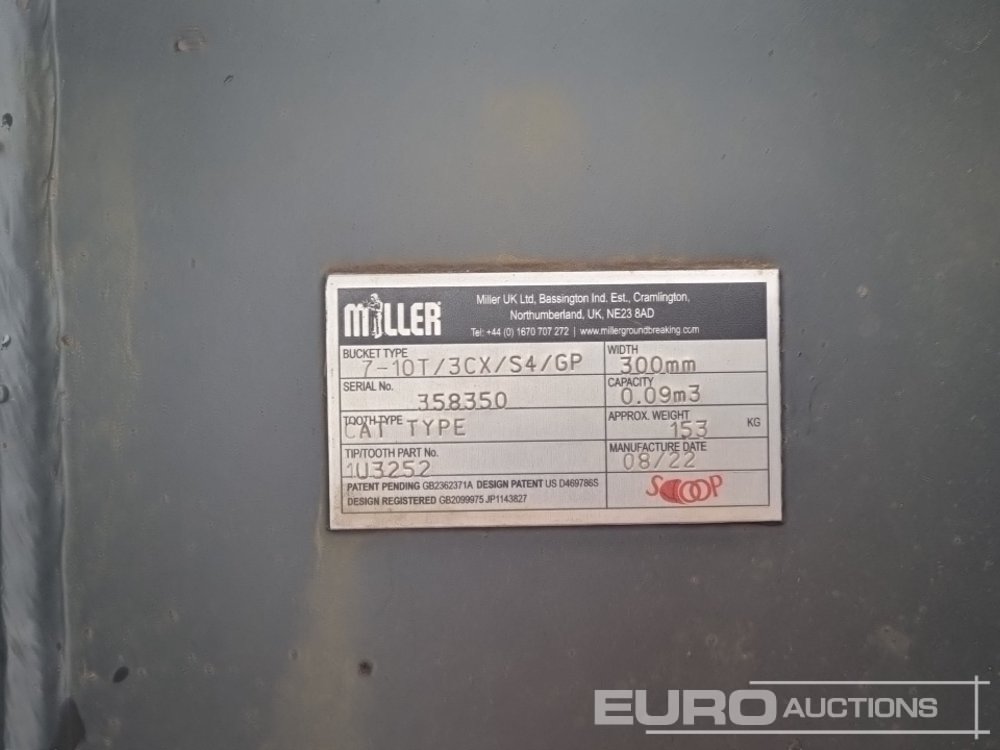 MILLER
Miller UK Ltd, Bassington Ind. Est., Cramlington,
Northumberland, UK, NE23 8AD
Tel: +44 (0) 1670 707 272 | www.millergroundbreaking.com
BUCKET TYPE
7-10T/3CX/S4/GP
WIDTH
300mm
SERIAL No.
358350
CAPACITY
0.09m3
TOOTH TYPE
CAT TYPE
APPROX. WEIGHT
153 KG
TIP/TOOTH PART No.
1U3252
MANUFACTURE DATE
08/22
PATENT PENDING GB2362371A DESIGN PATENT US D469786S
DESIGN REGISTERED GB2099975 JP1143827
SCOOP
EURO AUCTIONS